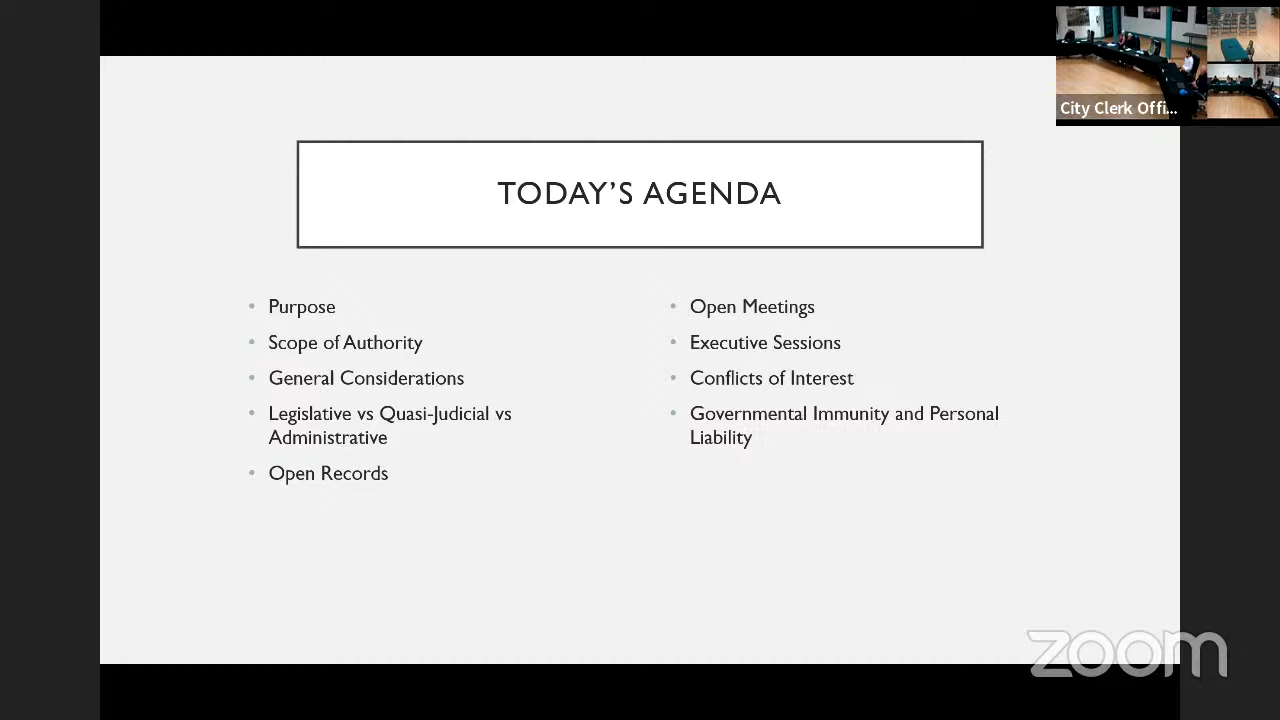 City Clerk Offi...
TODAY'S AGENDA
• Purpose
• Scope of Authority
• General Considerations
• Legislative vs Quasi-Judicial vs
Administrative
• Open Records
• Open Meetings
• Executive Sessions
• Conflicts of Interest
• Governmental Immunity and Personal
Liability
zoom